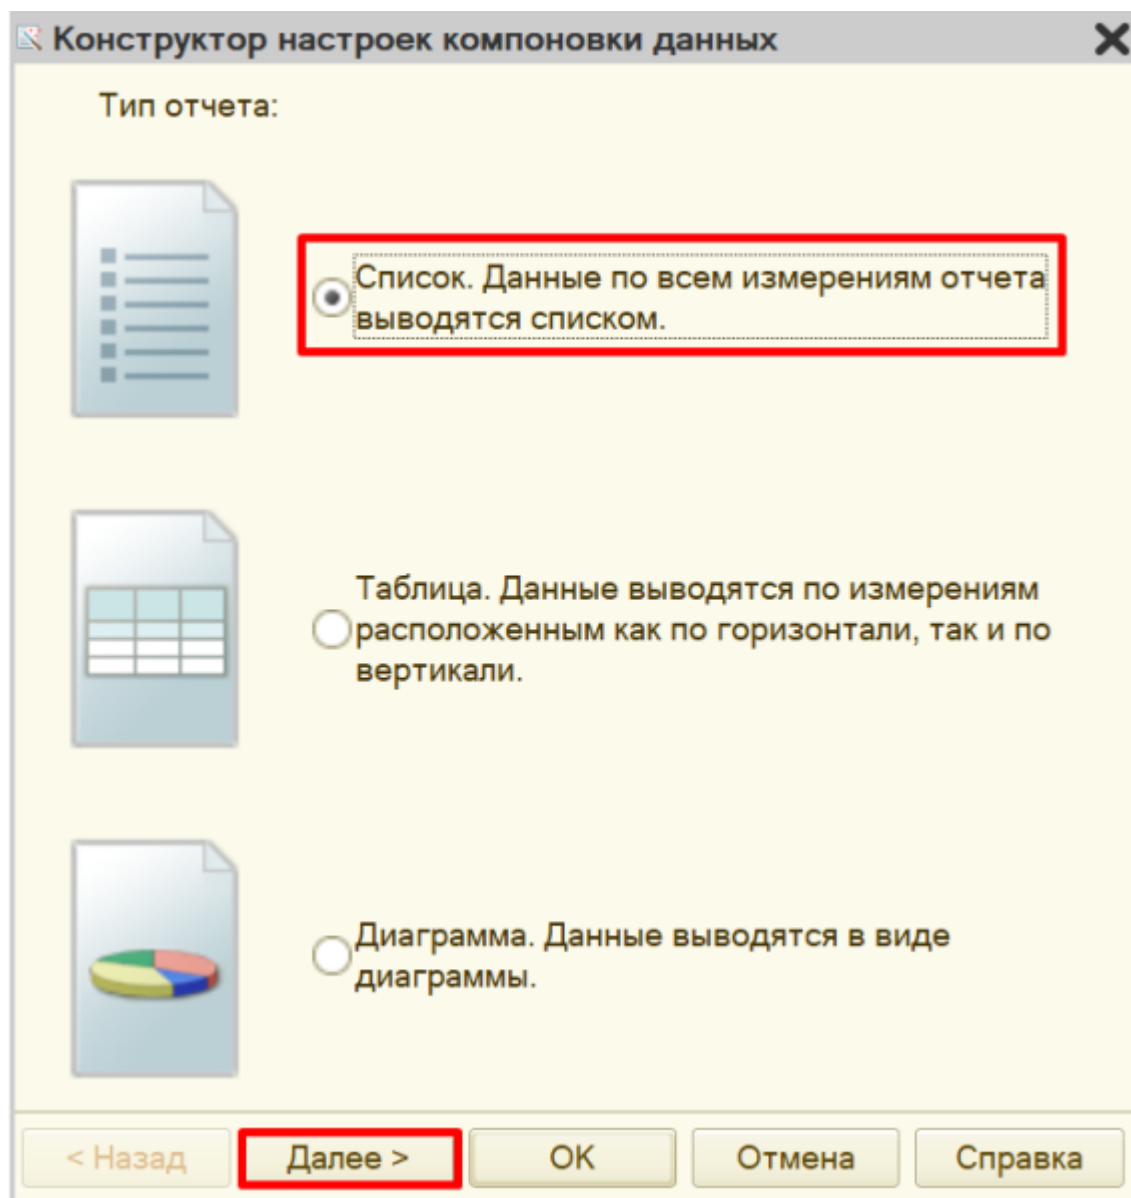 Конструктор настроек компоновки данных
Тип отчета:
Список. Данные по всем измерениям отчета
выводятся списком.
Таблица. Данные выводятся по измерениям
расположенным как по горизонтали, так и по
вертикали.
Диаграмма. Данные выводятся в виде
диаграммы.
< Назад Далее > ОК Отмена Справка